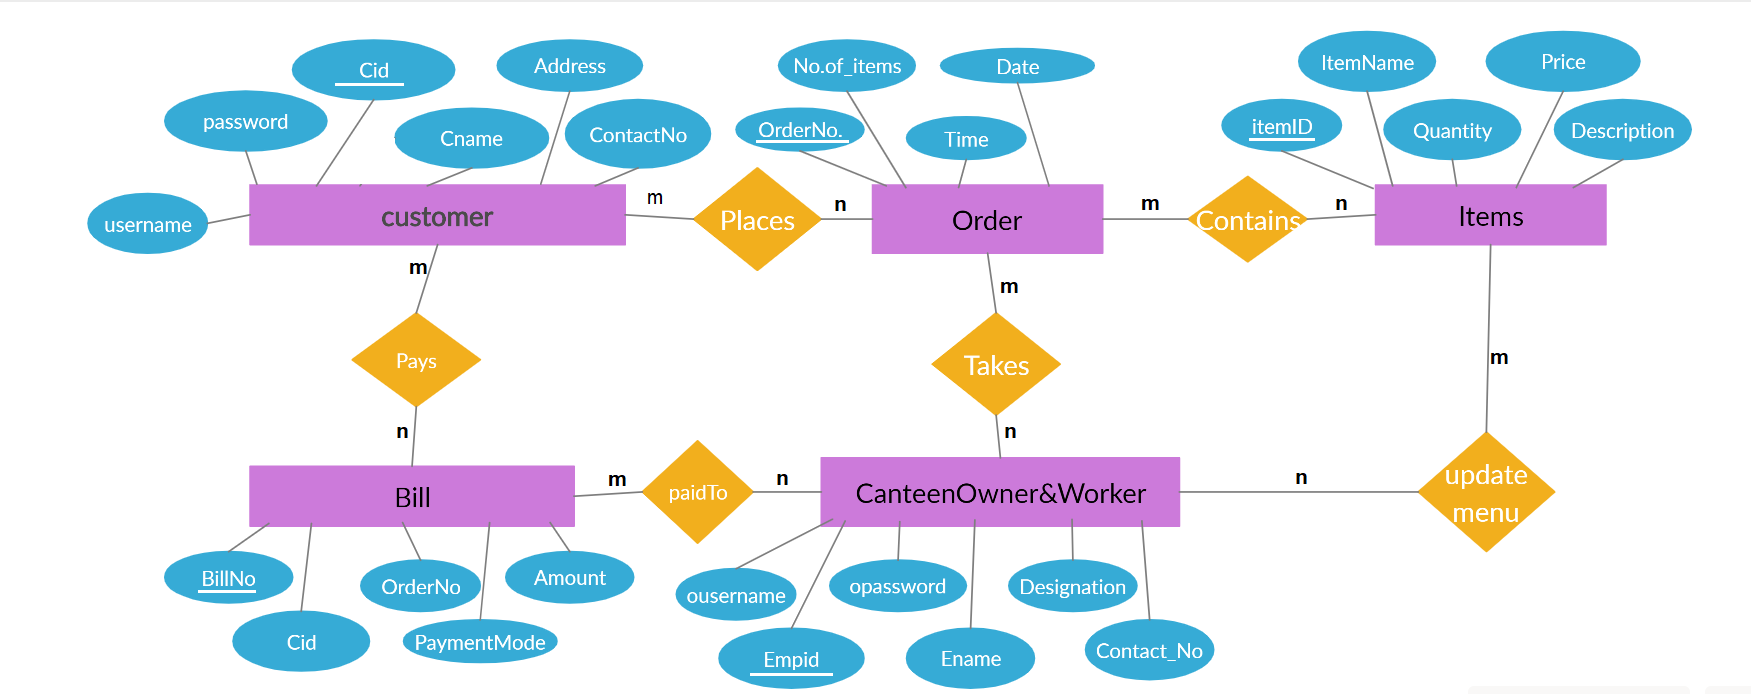 Cid
Address
password
Cname
ContactNo
username
customer
m
Places
n
No.of_items
Date
OrderNo.
Time
Order
m
Contains
n
ItemName
Price
itemID
Quantity
Description
Items
m
Pays
n
m
Takes
n
m
update
menu
n
Bill
m
paidTo
n
CanteenOwner&Worker
BillNo
OrderNo
Amount
Cid
PaymentMode
ousername
opassword
Designation
Empid
Ename
Contact_No